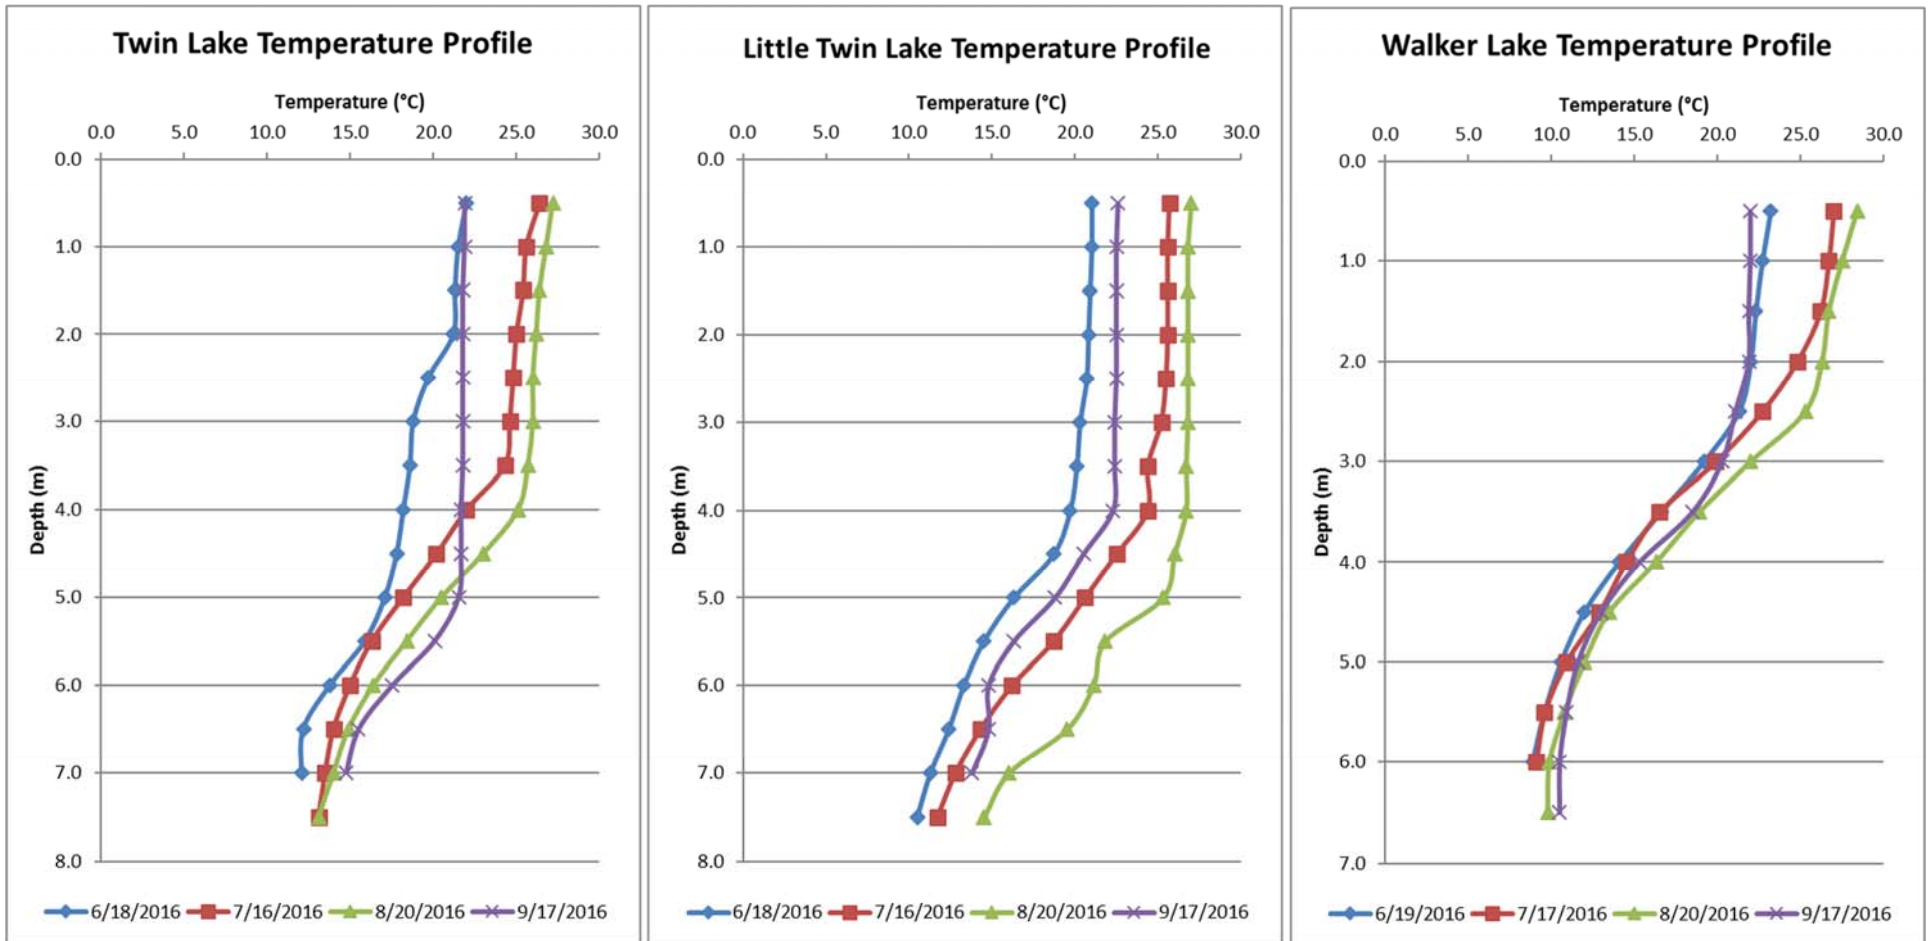 Twin Lake Temperature Profile
Temperature (°C)
0.0 5.0 10.0 15.0 20.0 25.0 30.0
0.0
1.0
2.0
3.0
4.0
5.0
6.0
7.0
8.0
Depth (m)
6/18/2016 7/16/2016 8/20/2016 9/17/2016
Little Twin Lake Temperature Profile
Temperature (°C)
0.0 5.0 10.0 15.0 20.0 25.0 30.0
0.0
1.0
2.0
3.0
4.0
5.0
6.0
7.0
8.0
Depth (m)
6/18/2016 7/16/2016 8/20/2016 9/17/2016
Walker Lake Temperature Profile
Temperature (°C)
0.0 5.0 10.0 15.0 20.0 25.0 30.0
0.0
1.0
2.0
3.0
4.0
5.0
6.0
7.0
Depth (m)
6/19/2016 7/17/2016 8/20/2016 9/17/2016